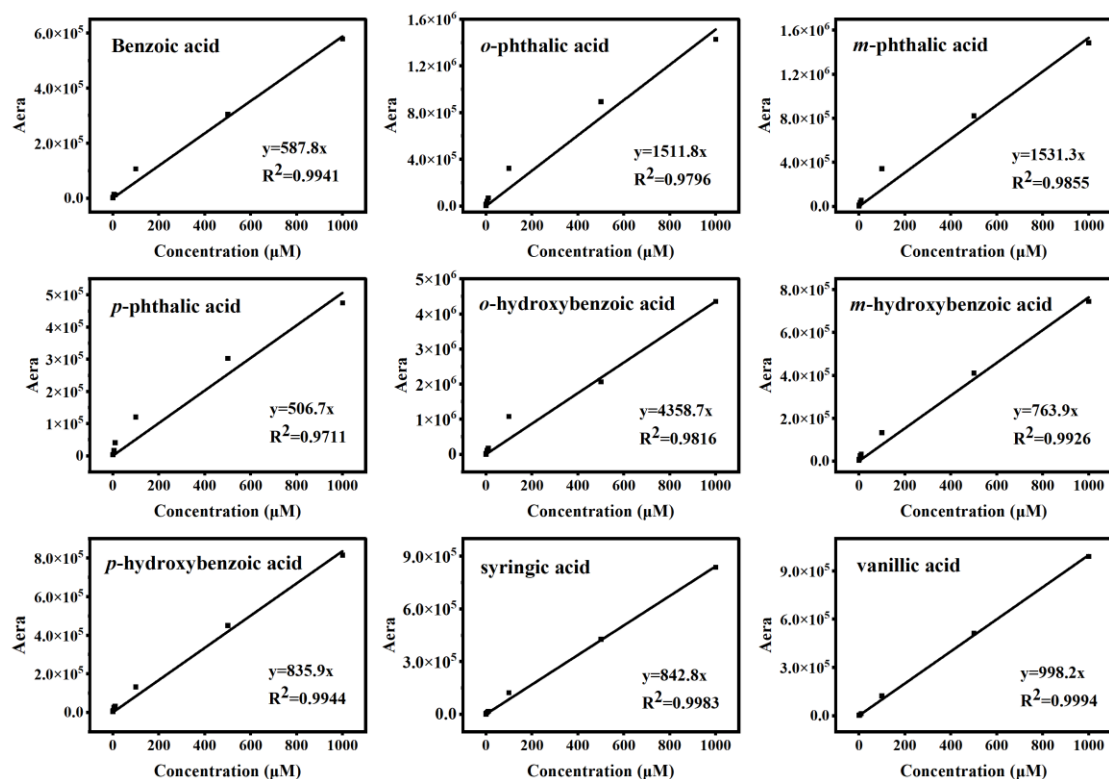 Benzoic acid
6.0×10⁵
4.0×10⁵
2.0×10⁵
0.0
Aera
y=587.8x
R²=0.9941
0 200 400 600 800 1000
Concentration (μM)
o-phthalic acid
1.6×10⁶
1.2×10⁶
8.0×10⁵
4.0×10⁵
0.0
Aera
y=1511.8x
R²=0.9796
0 200 400 600 800 1000
Concentration (μM)
m-phthalic acid
1.6×10⁶
1.2×10⁶
8.0×10⁵
4.0×10⁵
0.0
Aera
y=1531.3x
R²=0.9855
0 200 400 600 800 1000
Concentration (μM)
p-phthalic acid
5×10⁵
4×10⁵
3×10⁵
2×10⁵
1×10⁵
0
Aera
y=506.7x
R²=0.9711
0 200 400 600 800 1000
Concentration (μM)
o-hydroxybenzoic acid
5×10⁶
4×10⁶
3×10⁶
2×10⁶
1×10⁶
0
Aera
y=4358.7x
R²=0.9816
0 200 400 600 800 1000
Concentration (μM)
m-hydroxybenzoic acid
8.0×10⁵
6.0×10⁵
4.0×10⁵
2.0×10⁵
0.0
Aera
y=763.9x
R²=0.9926
0 200 400 600 800 1000
Concentration (μM)
p-hydroxybenzoic acid
8.0×10⁵
6.0×10⁵
4.0×10⁵
2.0×10⁵
0.0
Aera
y=835.9x
R²=0.9944
0 200 400 600 800 1000
Concentration (μM)
syringic acid
9.0×10⁵
6.0×10⁵
3.0×10⁵
0.0
Aera
y=842.8x
R²=0.9983
0 200 400 600 800 1000
Concentration (μM)
vanillic acid
9.0×10⁵
6.0×10⁵
3.0×10⁵
0.0
Aera
y=998.2x
R²=0.9994
0 200 400 600 800 1000
Concentration (μM)